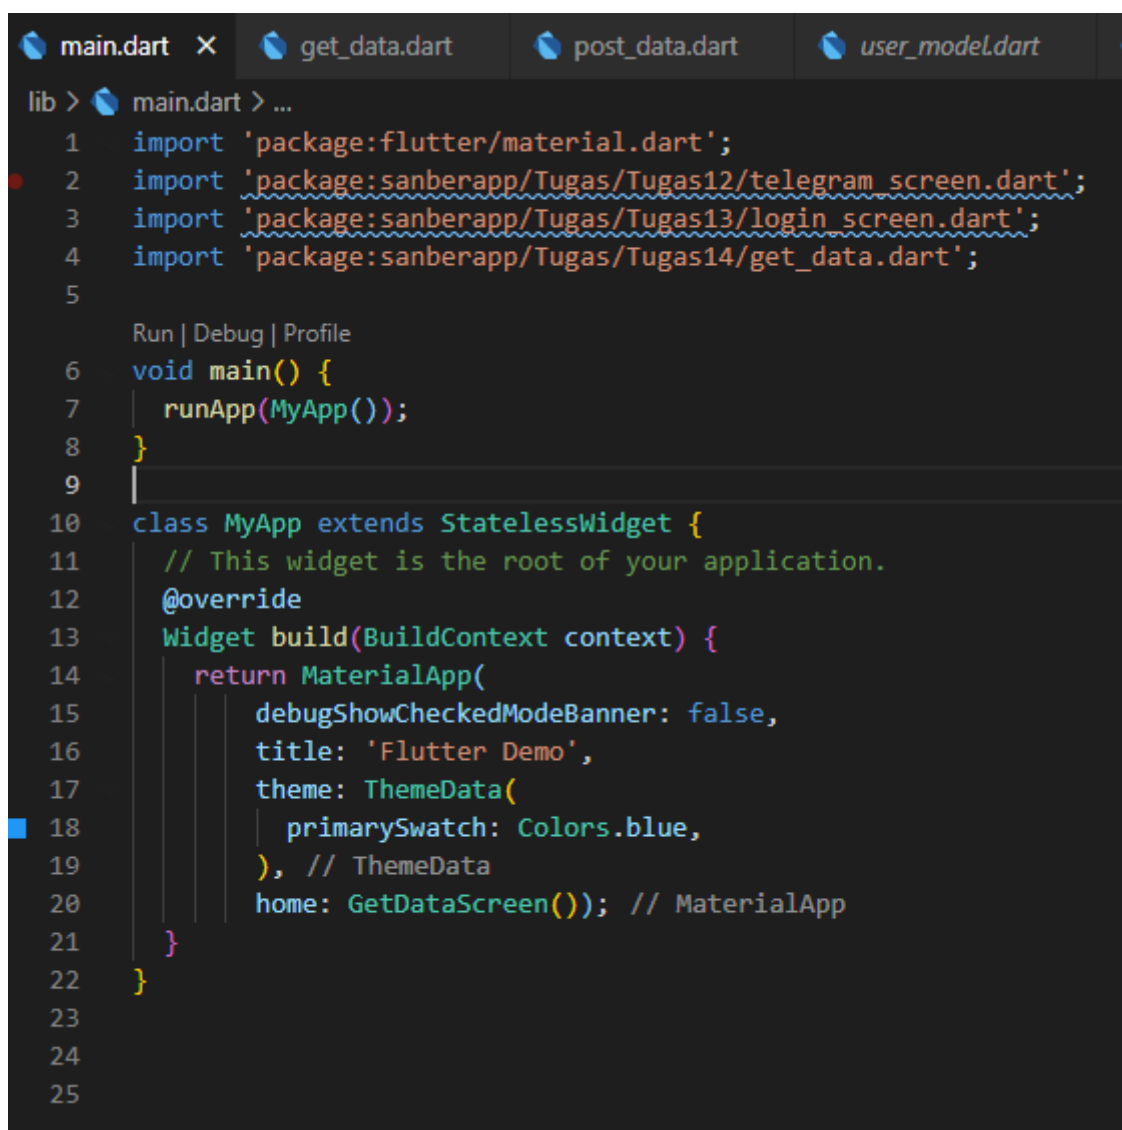 main.dart × get_data.dart post_data.dart user_model.dart
lib > main.dart > ...
1 import 'package:flutter/material.dart';
2 import 'package:sanberapp/Tugas/Tugas12/telegram_screen.dart';
3 import 'package:sanberapp/Tugas/Tugas13/login_screen.dart';
4 import 'package:sanberapp/Tugas/Tugas14/get_data.dart';
5
Run | Debug | Profile
6 void main() {
7   runApp(MyApp());
8 }
9
10 class MyApp extends StatelessWidget {
11   // This widget is the root of your application.
12   @override
13   Widget build(BuildContext context) {
14     return MaterialApp(
15         debugShowCheckedModeBanner: false,
16         title: 'Flutter Demo',
17         theme: ThemeData(
18           primarySwatch: Colors.blue,
19         ), // ThemeData
20         home: GetDataScreen()); // MaterialApp
21   }
22 }
23
24
25